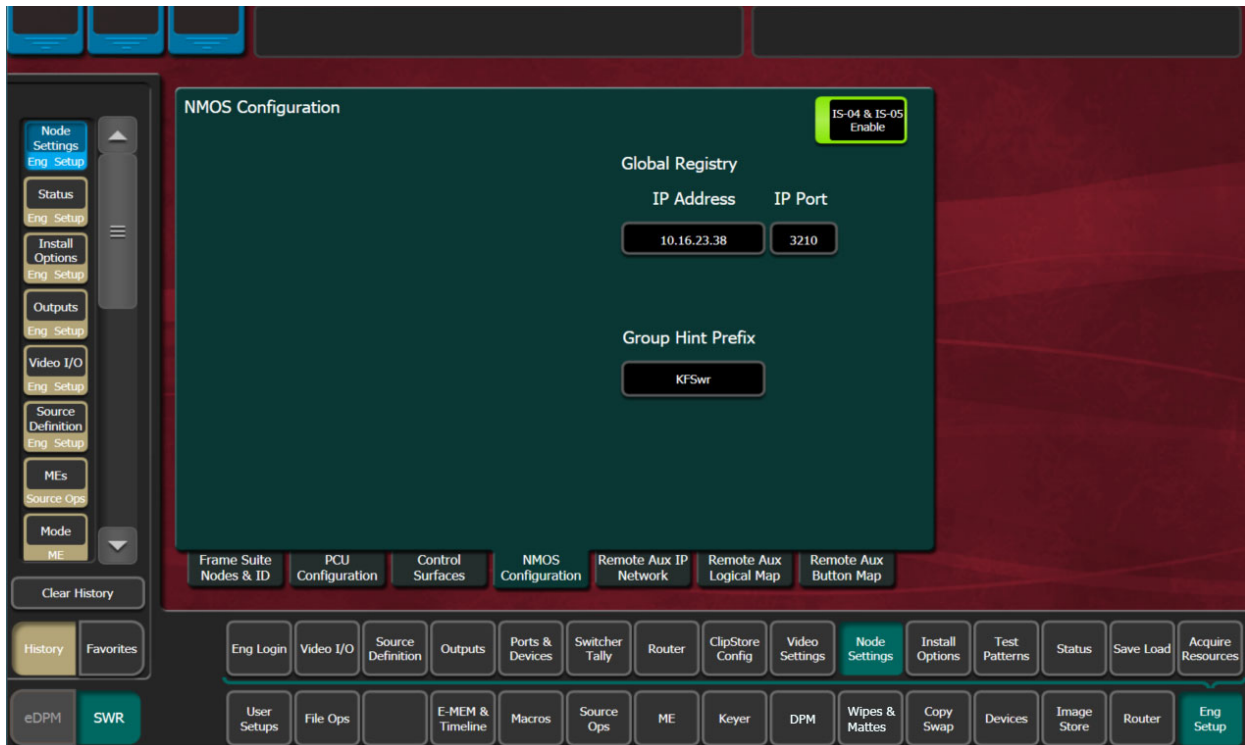 NMOS Configuration
IS-04 & IS-05
Enable
Global Registry
IP Address
IP Port
10.16.23.38
3210
Group Hint Prefix
KFSwr
Node
Settings
Eng Setup
Status
Eng Setup
Install
Options
Eng Setup
Outputs
Eng Setup
Video I/O
Eng Setup
Source
Definition
Eng Setup
MEs
Source Ops
Mode
ME
Clear History
History
Favorites
eDPM
SWR
Frame Suite
Nodes & ID
PCU
Configuration
Control
Surfaces
NMOS
Configuration
Remote Aux IP
Network
Remote Aux
Logical Map
Remote Aux
Button Map
Eng Login
Video I/O
Source
Definition
Outputs
Ports &
Devices
Switcher
Tally
Router
ClipStore
Config
Video
Settings
Node
Settings
Install
Options
Test
Patterns
Status
Save Load
Acquire
Resources
User
Setups
File Ops
E-MEM &
Timeline
Macros
Source
Ops
ME
Keyer
DPM
Wipes &
Mattes
Copy
Swap
Devices
Image
Store
Router
Eng
Setup